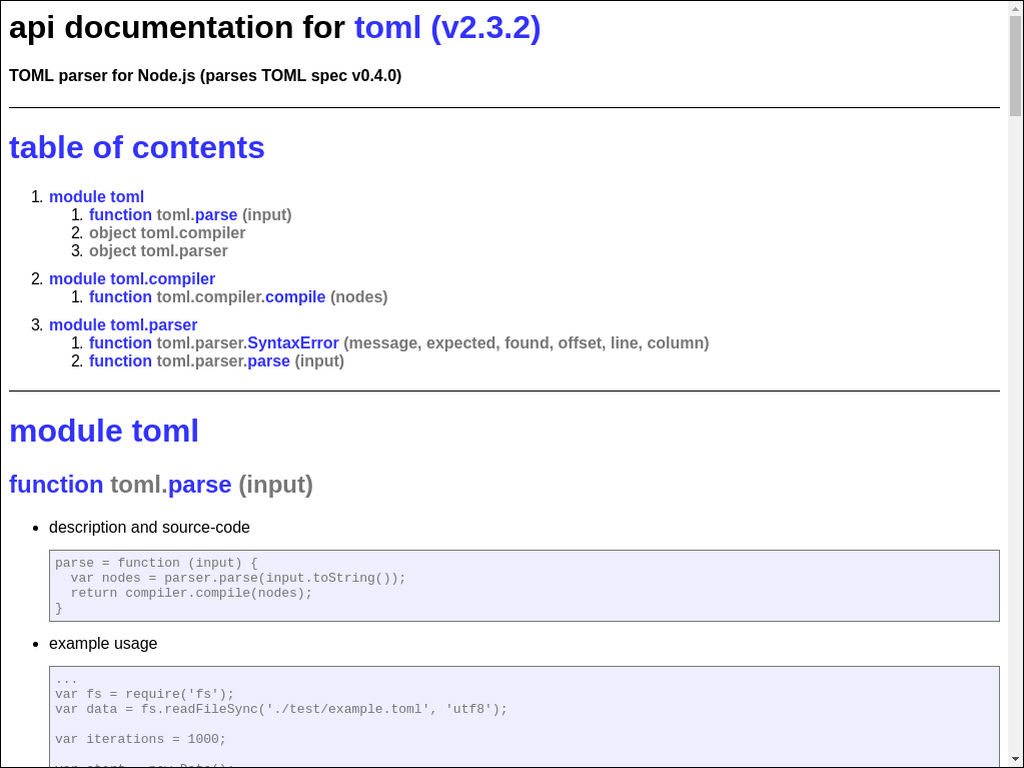 api documentation for toml (v2.3.2)
TOML parser for Node.js (parses TOML spec v0.4.0)
table of contents
1. module toml
1. function toml.parse (input)
2. object toml.compiler
3. object toml.parser
2. module toml.compiler
1. function toml.compiler.compile (nodes)
3. module toml.parser
1. function toml.parser.SyntaxError (message, expected, found, offset, line, column)
2. function toml.parser.parse (input)
module toml
function toml.parse (input)
• description and source-code
parse = function (input) {
  var nodes = parser.parse(input.toString());
  return compiler.compile(nodes);
}
• example usage
...
var fs = require('fs');
var data = fs.readFileSync('./test/example.toml', 'utf8');
var iterations = 1000;